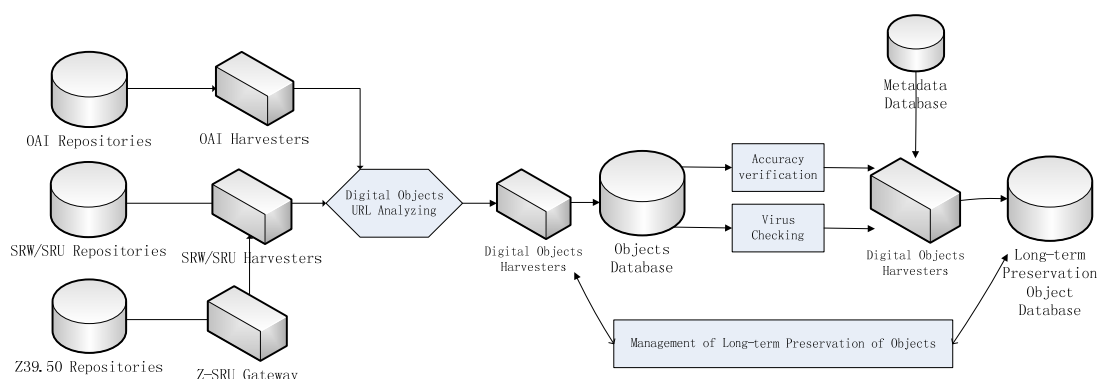 Metadata
Database
OAI Repositories
OAI Harvesters
Digital Objects
URL Analyzing
Accuracy
verification
SRW/SRU Repositories
SRW/SRU Harvesters
Digital Objects
Harvesters
Objects
Database
Virus
Checking
Digital Objects
Harvesters
Long-term
Preservation
Object
Database
Z39.50 Repositories
Z-SRU Gateway
Management of Long-term Preservation of Objects